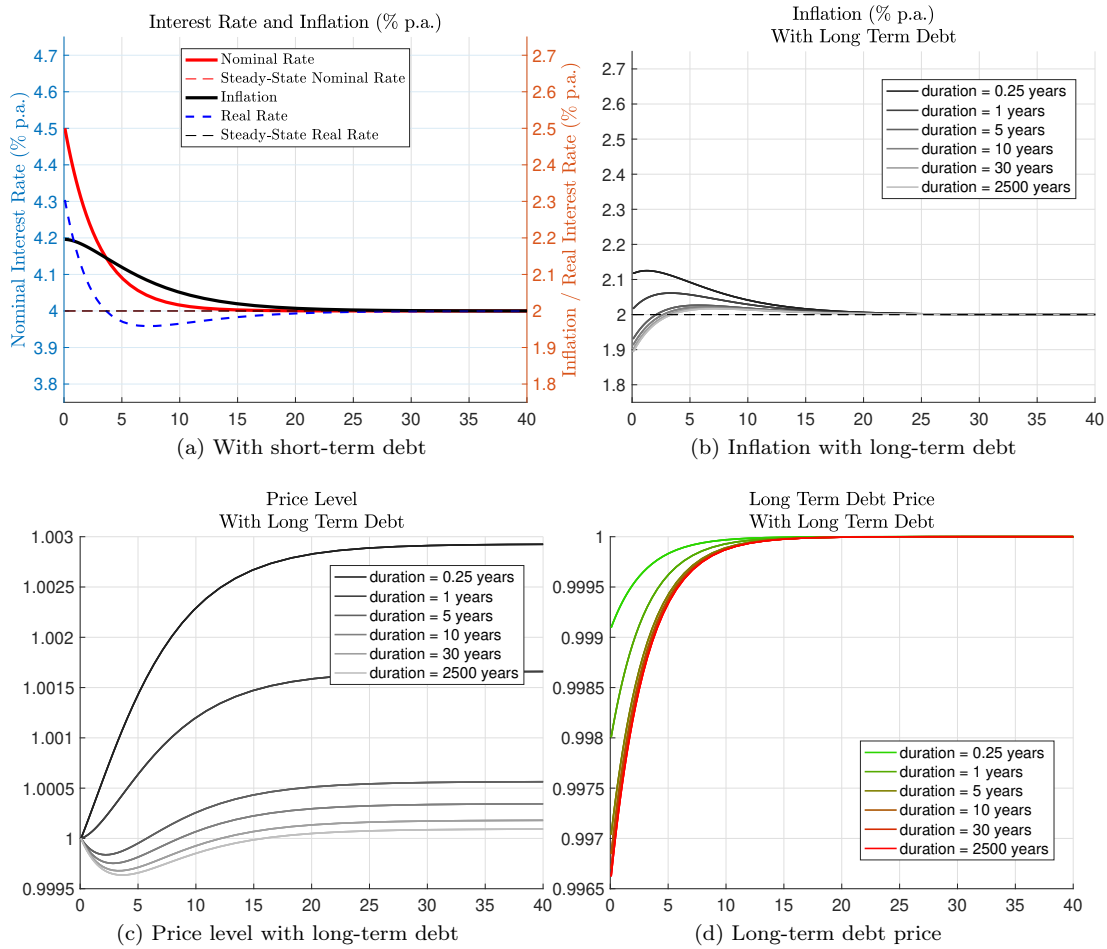 Interest Rate and Inflation (% p.a.)
Nominal Interest Rate (% p.a.)
4.7
4.6
4.5
4.4
4.3
4.2
4.1
4
3.9
3.8
Nominal Rate
Steady-State Nominal Rate
Inflation
Real Rate
Steady-State Real Rate
2.7
2.6
2.5
2.4
2.3
2.2
2.1
2
1.9
1.8
Inflation / Real Interest Rate (% p.a.)
0 5 10 15 20 25 30 35 40
(a) With short-term debt
Inflation (% p.a.)
With Long Term Debt
2.7
2.6
2.5
2.4
2.3
2.2
2.1
2
1.9
1.8
duration = 0.25 years
duration = 1 years
duration = 5 years
duration = 10 years
duration = 30 years
duration = 2500 years
0 5 10 15 20 25 30 35 40
(b) Inflation with long-term debt
Price Level
With Long Term Debt
1.003
1.0025
1.002
1.0015
1.001
1.0005
1
0.9995
duration = 0.25 years
duration = 1 years
duration = 5 years
duration = 10 years
duration = 30 years
duration = 2500 years
0 5 10 15 20 25 30 35 40
(c) Price level with long-term debt
Long Term Debt Price
With Long Term Debt
1
0.9995
0.999
0.9985
0.998
0.9975
0.997
0.9965
duration = 0.25 years
duration = 1 years
duration = 5 years
duration = 10 years
duration = 30 years
duration = 2500 years
0 5 10 15 20 25 30 35 40
(d) Long-term debt price